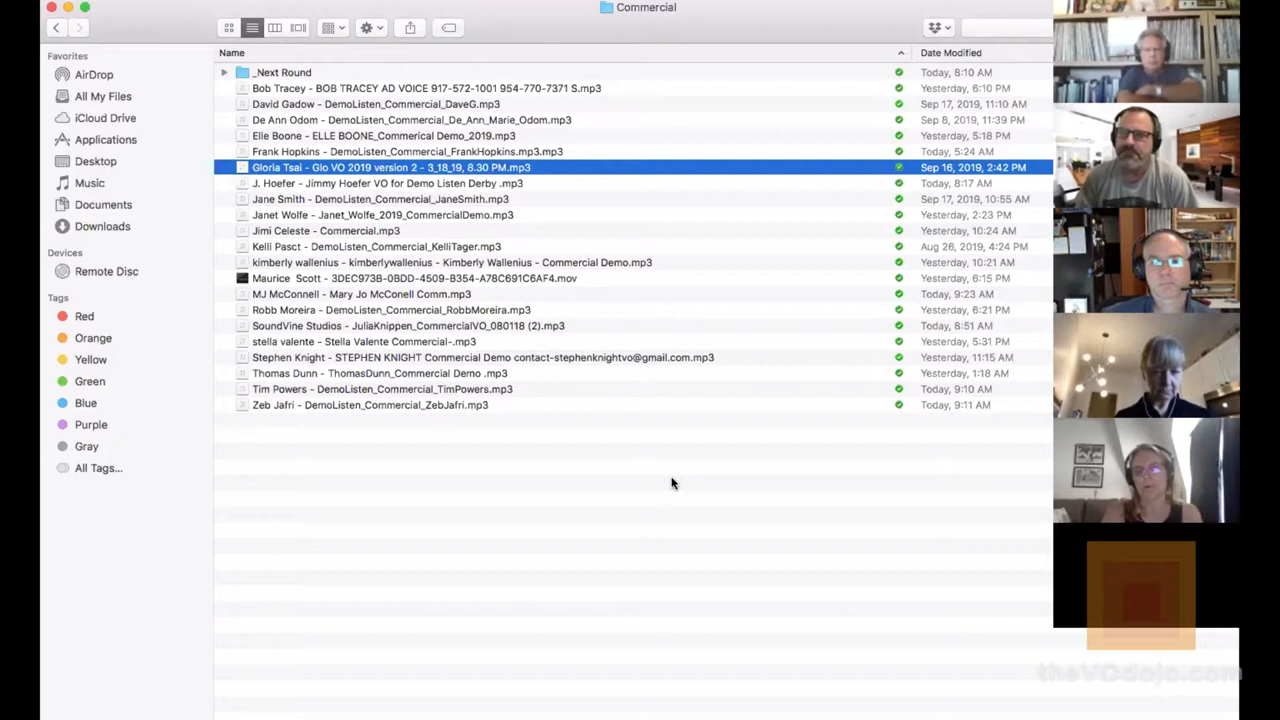 Commercial
Name Date Modified
Favorites
AirDrop
All My Files
iCloud Drive
Applications
Desktop
Music
Documents
Downloads
Devices
Remote Disc
Tags
Red
Orange
Yellow
Green
Blue
Purple
Gray
All Tags...
_Next Round Today, 8:10 AM
Bob Tracey - BOB TRACEY AD VOICE 917-572-1001 954-770-7371 S.mp3 Yesterday, 6:10 PM
David Gadow - DemoListen_Commercial_DaveG.mp3 Sep 17, 2019, 11:10 AM
De Ann Odom - DemoListen_Commercial_De_Ann_Marie_Odom.mp3 Sep 8, 2019, 11:39 PM
Elle Boone - ELLE BOONE_Commerical Demo_2019.mp3 Yesterday, 5:18 PM
Frank Hopkins - DemoListen_Commercial_FrankHopkins.mp3.mp3 Today, 5:24 AM
Gloria Tsai - Glo VO 2019 version 2 - 3_18_19, 8.30 PM.mp3 Sep 16, 2019, 2:42 PM
J. Hoefer - Jimmy Hoefer VO for Demo Listen Derby .mp3 Today, 8:17 AM
Jane Smith - DemoListen_Commercial_JaneSmith.mp3 Sep 17, 2019, 10:55 AM
Janet Wolfe - Janet_Wolfe_2019_CommercialDemo.mp3 Yesterday, 2:23 PM
Jimi Celeste - Commercial.mp3 Yesterday, 10:24 AM
Kelli Pasct - DemoListen_Commercial_KelliTager.mp3 Aug 26, 2019, 4:24 PM
kimberly wallenius - kimberlywallenius - Kimberly Wallenius - Commercial Demo.mp3 Yesterday, 10:21 AM
Maurice Scott - 3DEC973B-0BDD-4509-B354-A78C691C6AF4.mov Yesterday, 6:15 PM
MJ McConnell - Mary Jo McConell Comm.mp3 Today, 9:23 AM
Robb Moreira - DemoListen_Commercial_RobbMoreira.mp3 Yesterday, 6:21 PM
SoundVine Studios - JuliaKnippen_CommercialVO_080118 (2).mp3 Today, 8:51 AM
stella valente - Stella Valente Commercial-.mp3 Yesterday, 5:31 PM
Stephen Knight - STEPHEN KNIGHT Commercial Demo contact-stephenknightvo@gmail.com.mp3 Yesterday, 11:15 AM
Thomas Dunn - ThomasDunn_Commercial Demo .mp3 Yesterday, 1:18 AM
Tim Powers - DemoListen_Commercial_TimPowers.mp3 Today, 9:10 AM
Zeb Jafri - DemoListen_Commercial_ZebJafri.mp3 Today, 9:11 AM
theVOdojo.com